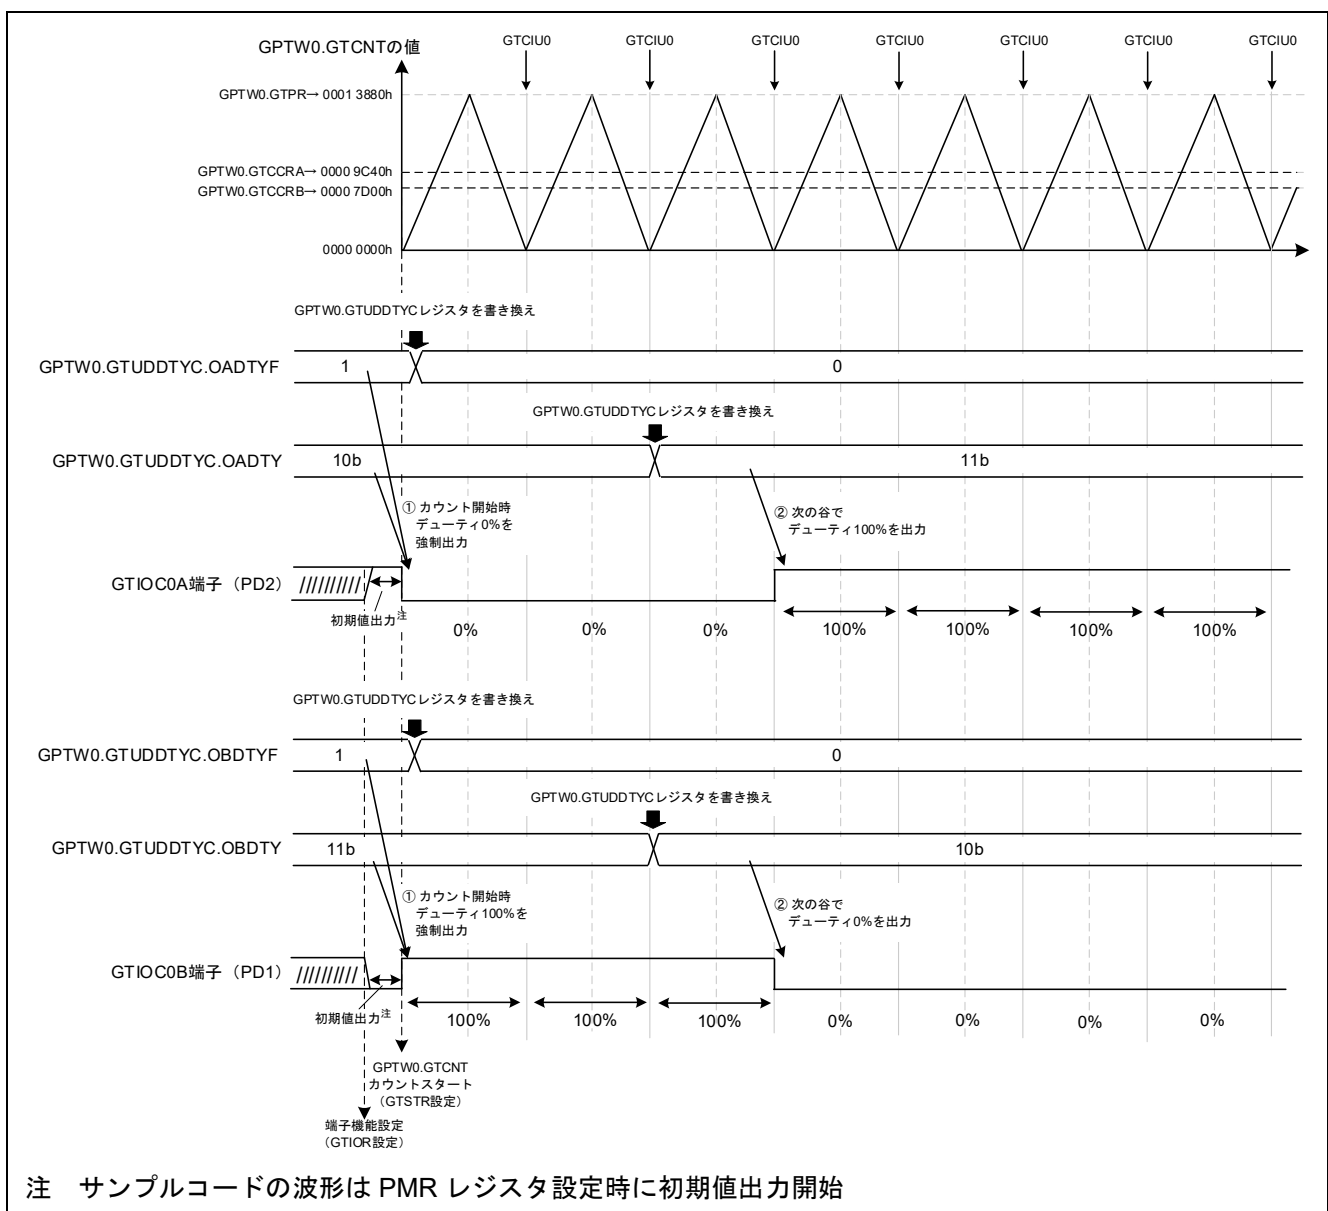 GPTW0.GTCNTの値
GTCIU0 GTCIU0 GTCIU0 GTCIU0 GTCIU0 GTCIU0 GTCIU0
GPTW0.GTPR→ 0001 3880h
GPTW0.GTCCRA→ 0000 9C40h
GPTW0.GTCCRB→ 0000 7D00h
0000 0000h
GPTW0.GTUDDTYCレジスタを書き換え
GPTW0.GTUDDTYC.OADTYF 1 0
GPTW0.GTUDDTYCレジスタを書き換え
GPTW0.GTUDDTYC.OADTY 10b 11b
① カウント開始時
デューティ0%を
強制出力
② 次の谷で
デューティ100%を出力
GTIOC0A端子（PD2）
初期値出力注
0% 0% 0% 100% 100% 100% 100%
GPTW0.GTUDDTYCレジスタを書き換え
GPTW0.GTUDDTYC.OBDTYF 1 0
GPTW0.GTUDDTYCレジスタを書き換え
GPTW0.GTUDDTYC.OBDTY 11b 10b
① カウント開始時
デューティ100%を
強制出力
② 次の谷で
デューティ0%を出力
GTIOC0B端子（PD1）
初期値出力注
100% 100% 100% 0% 0% 0% 0%
GPTW0.GTCNT
カウントスタート
（GTSTR設定）
端子機能設定
（GTIOR設定）
注 サンプルコードの波形は PMR レジスタ設定時に初期値出力開始